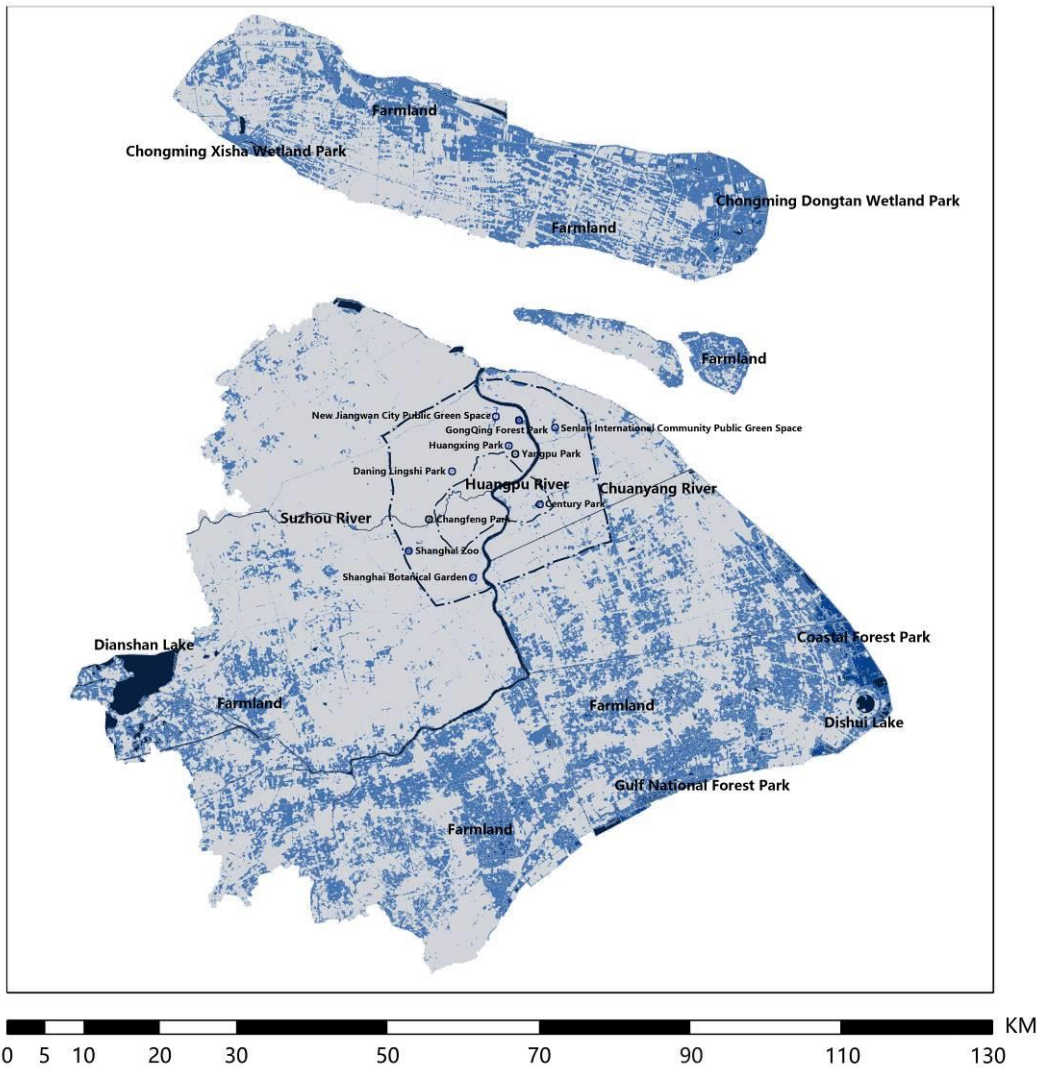 Farmland
Chongming Xisha Wetland Park
Chongming Dongtan Wetland Park
Farmland
Farmland
New Jiangwan City Public Green Space
GongQing Forest Park
Senlan International Community Public Green Space
Huangxing Park
Yangpu Park
Daning Lingshi Park
Huangpu River
Chuanyang River
Century Park
Suzhou River
Changfeng Park
Shanghai Zoo
Shanghai Botanical Garden
Coastal Forest Park
Dianshan Lake
Farmland
Farmland
Dishui Lake
Gulf National Forest Park
Farmland
KM
0 5 10 20 30 50 70 90 110 130